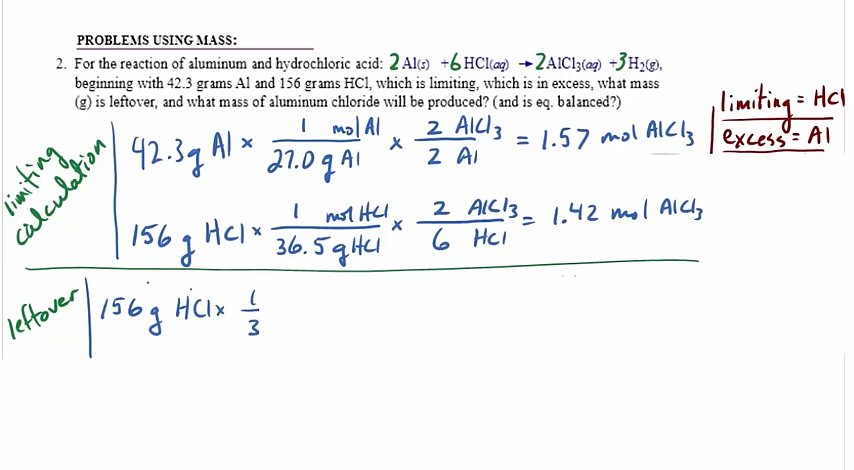 PROBLEMS USING MASS:
2. For the reaction of aluminum and hydrochloric acid: 2 Al(s) + 6 HCl(aq) → 2 AlCl3(aq) + 3 H2(g),
beginning with 42.3 grams Al and 156 grams HCl, which is limiting, which is in excess, what mass
(g) is leftover, and what mass of aluminum chloride will be produced? (and is eq. balanced?)
limiting = HCl
excess = Al
limiting calculation
42.3 g Al × 1 mol Al / 27.0 g Al × 2 AlCl3 / 2 Al = 1.57 mol AlCl3
156 g HCl × 1 mol HCl / 36.5 g HCl × 2 AlCl3 / 6 HCl = 1.42 mol AlCl3
leftover
156 g HCl × 1 / 3